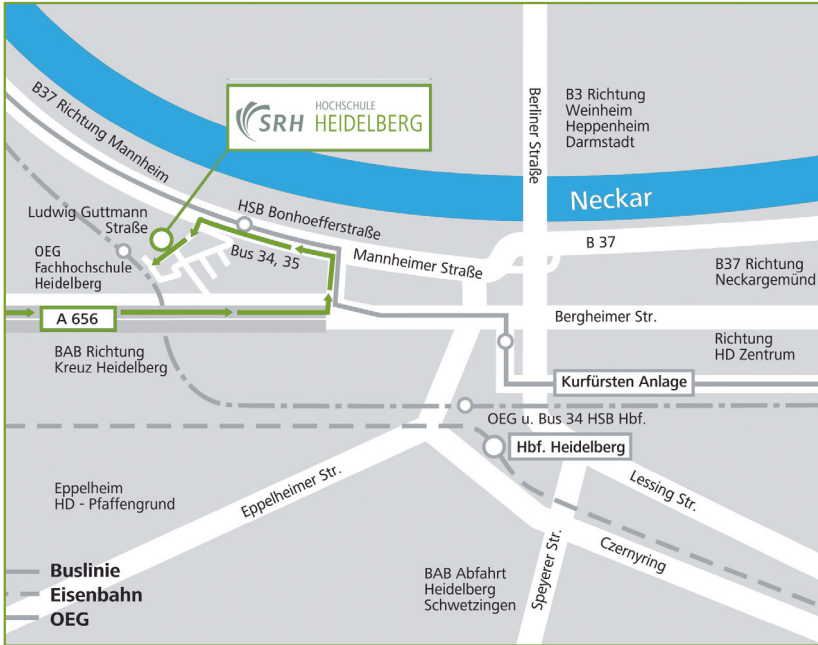 B37 Richtung Mannheim
SRH HOCHSCHULE
HEIDELBERG
Berliner Straße
B3 Richtung
Weinheim
Heppenheim
Darmstadt
Neckar
Ludwig Guttmann
Straße
HSB Bonhoefferstraße
Bus 34, 35
Mannheimer Straße
B 37
OEG
Fachhochschule
Heidelberg
B37 Richtung
Neckargemünd
A 656
Bergheimer Str.
BAB Richtung
Kreuz Heidelberg
Richtung
HD Zentrum
Kurfürsten Anlage
OEG u. Bus 34 HSB Hbf.
Hbf. Heidelberg
Eppelheimer Str.
Eppelheim
HD - Pfaffengrund
Lessing Str.
Speyerer Str.
Czernyring
BAB Abfahrt
Heidelberg
Schwetzingen
Buslinie
Eisenbahn
OEG